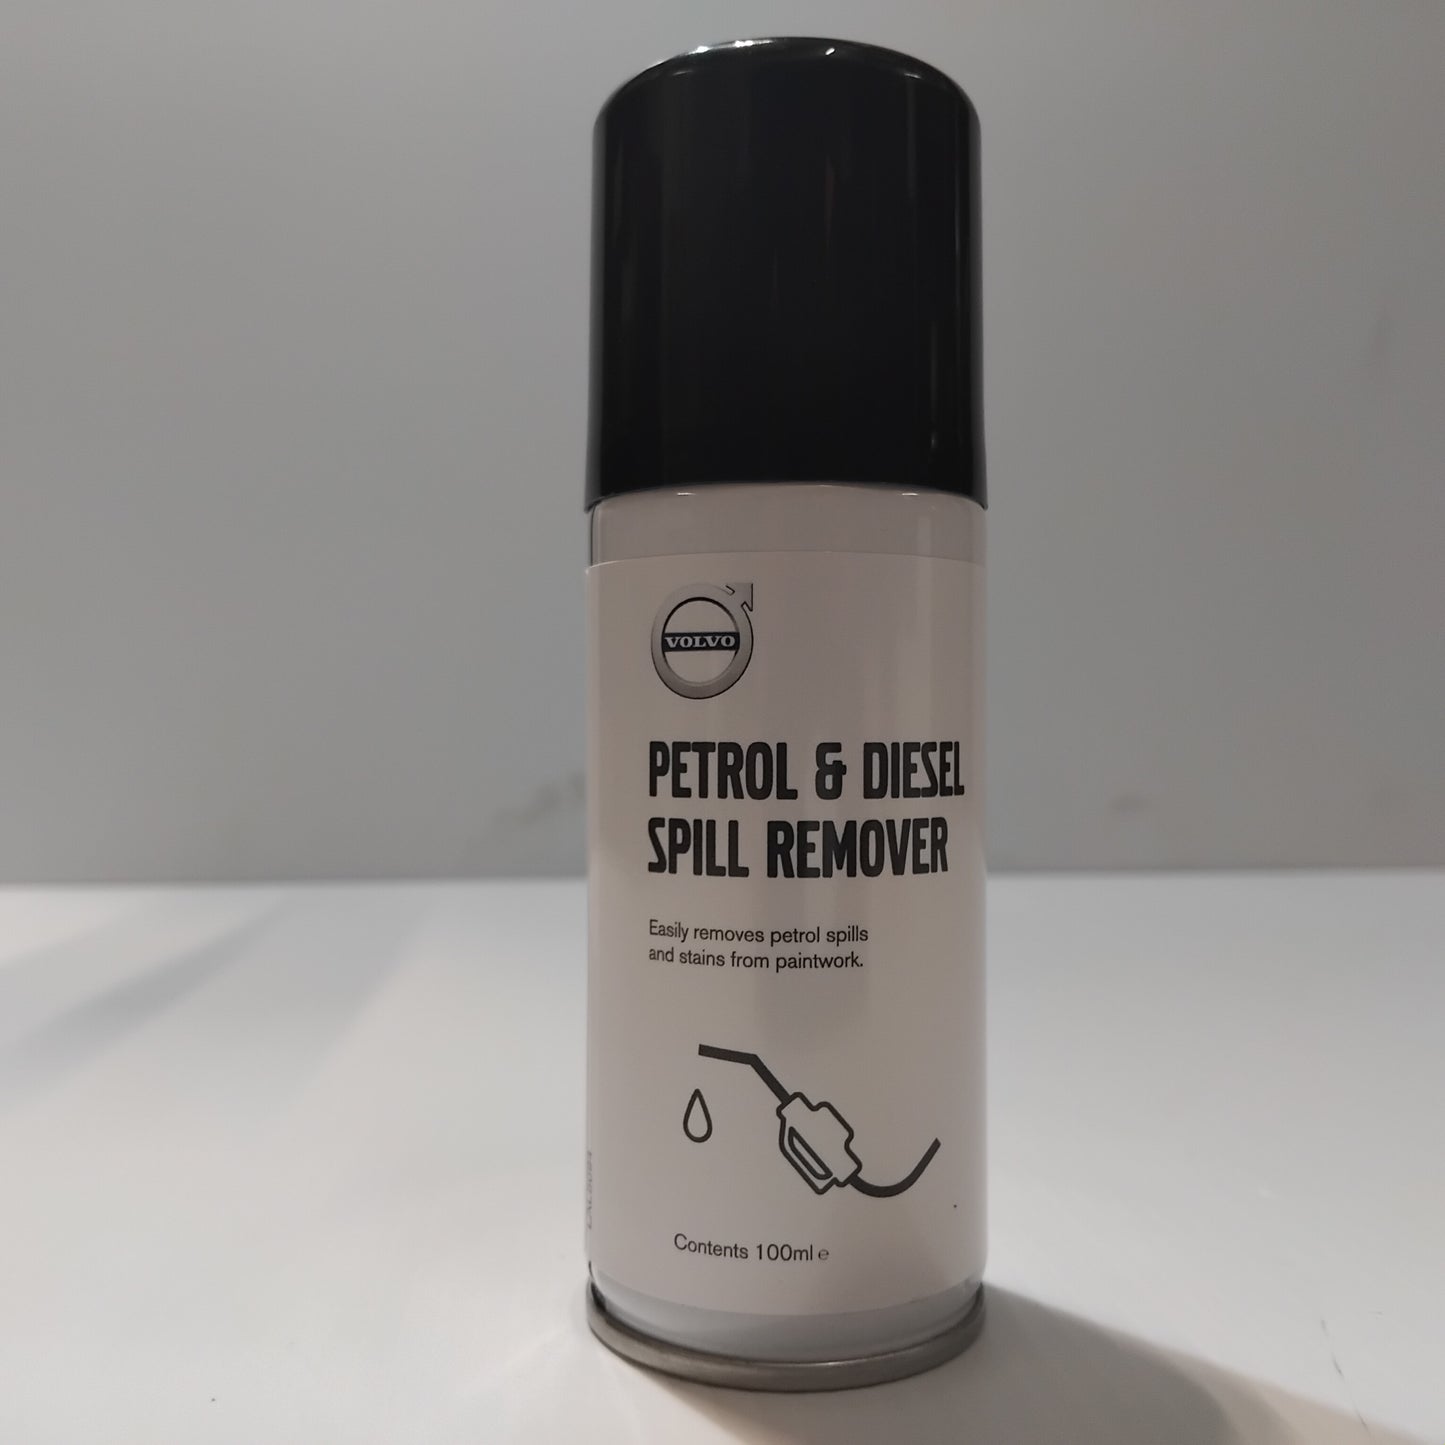 VOLVO
PETROL & DIESEL
SPILL REMOVER
Easily removes petrol spills
and stains from paintwork.
Contents 100ml ℮